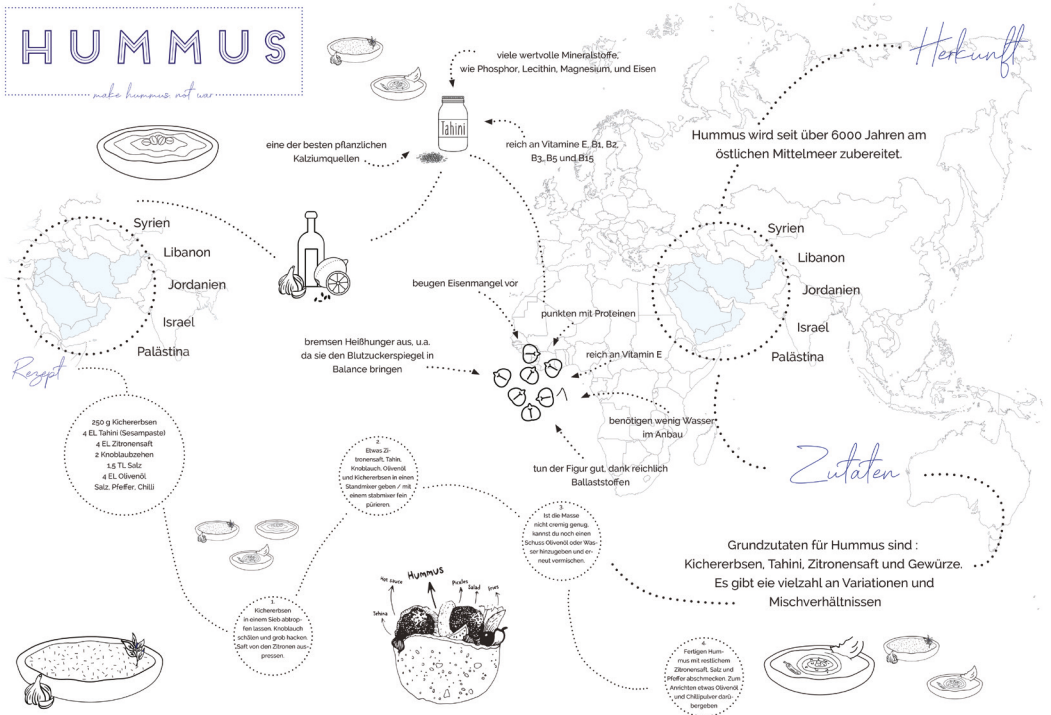 HUMMUS
make hummus not war
viele wertvolle Mineralstoffe,
wie Phosphor, Lecithin, Magnesium, und Eisen
Tahini
eine der besten pflanzlichen
Kalziumquellen
reich an Vitamine E, B1, B2,
B3, B5 und B15
Herkunft
Hummus wird seit über 6000 Jahren am
östlichen Mittelmeer zubereitet.
Syrien
Libanon
Jordanien
Israel
Palästina
Syrien
Libanon
Jordanien
Israel
Palästina
beugen Eisenmangel vor
punkten mit Proteinen
bremsen Heißhunger aus, u.a.
da sie den Blutzuckerspiegel in
Balance bringen
reich an Vitamin E
benötigen wenig Wasser
im Anbau
tun der Figur gut, dank reichlich
Ballaststoffen
Rezept
250 g Kichererbsen
4 EL Tahini (Sesampaste)
4 EL Zitronensaft
2 Knoblaubzehen
1,5 TL Salz
4 EL Olivenöl
Salz, Pfeffer, Chilli
1.
Kichererbsen
in einem Sieb abtrop-
fen lassen. Knoblauch
schälen und grob hacken.
Saft von den Zitronen aus-
pressen.
2.
Etwas Zi-
tronensaft, Tahin,
Knoblauch, Olivenöl
und Kichererbsen in einen
Standmixer geben / mit
einem stabmixer fein
pürieren.
3.
Ist die Masse
nicht cremig genug,
kannst du noch einen
Schuss Olivenöl oder Was-
ser hinzugeben und er-
neut vermischen.
4.
Fertigen Hum-
mus mit restlichem
Zitronensaft, Salz und
Pfeffer abschmecken. Zum
Anrichten etwas Olivenöl
und Chillipulver darü-
bergeben
Zutaten
Grundzutaten für Hummus sind :
Kichererbsen, Tahini, Zitronensaft und Gewürze.
Es gibt eie vielzahl an Variationen und
Mischverhältnissen
Hot sauce
Hummus
Pickles
Salad
Tehina